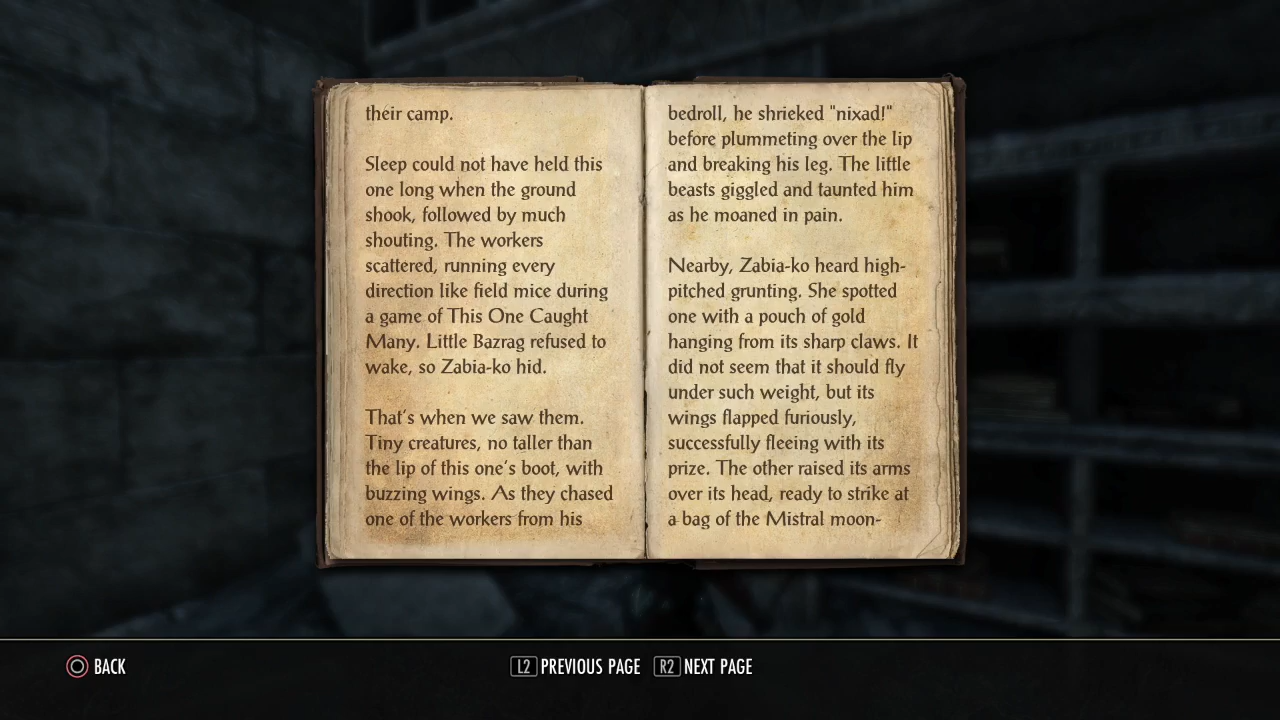 their camp.
Sleep could not have held this
one long when the ground
shook, followed by much
shouting. The workers
scattered, running every
direction like field mice during
a game of This One Caught
Many. Little Bazrag refused to
wake, so Zabia-ko hid.
That's when we saw them.
Tiny creatures, no taller than
the lip of this one's boot, with
buzzing wings. As they chased
one of the workers from his
bedroll, he shrieked "nixad!"
before plummeting over the lip
and breaking his leg. The little
beasts giggled and taunted him
as he moaned in pain.
Nearby, Zabia-ko heard high-
pitched grunting. She spotted
one with a pouch of gold
hanging from its sharp claws. It
did not seem that it should fly
under such weight, but its
wings flapped furiously,
successfully fleeing with its
prize. The other raised its arms
over its head, ready to strike at
a bag of the Mistral moon-
BACK
L2 PREVIOUS PAGE R2 NEXT PAGE